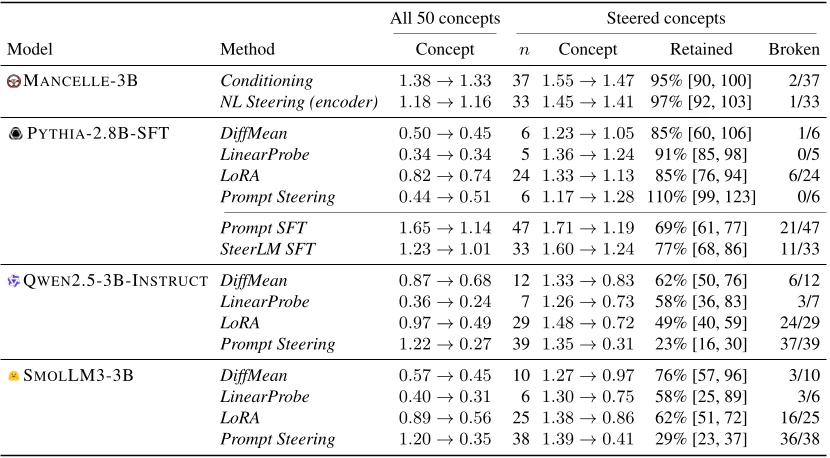 All 50 concepts Steered concepts
Model Method Concept n Concept Retained Broken
MANCELLE-3B Conditioning 1.38 → 1.33 37 1.55 → 1.47 95% [90, 100] 2/37
NL Steering (encoder) 1.18 → 1.16 33 1.45 → 1.41 97% [92, 103] 1/33
PYTHIA-2.8B-SFT DiffMean 0.50 → 0.45 6 1.23 → 1.05 85% [60, 106] 1/6
LinearProbe 0.34 → 0.34 5 1.36 → 1.24 91% [85, 98] 0/5
LoRA 0.82 → 0.74 24 1.33 → 1.13 85% [76, 94] 6/24
Prompt Steering 0.44 → 0.51 6 1.17 → 1.28 110% [99, 123] 0/6
Prompt SFT 1.65 → 1.14 47 1.71 → 1.19 69% [61, 77] 21/47
SteerLM SFT 1.23 → 1.01 33 1.60 → 1.24 77% [68, 86] 11/33
QWEN2.5-3B-INSTRUCT DiffMean 0.87 → 0.68 12 1.33 → 0.83 62% [50, 76] 6/12
LinearProbe 0.36 → 0.24 7 1.26 → 0.73 58% [36, 83] 3/7
LoRA 0.97 → 0.49 29 1.48 → 0.72 49% [40, 59] 24/29
Prompt Steering 1.22 → 0.27 39 1.35 → 0.31 23% [16, 30] 37/39
SMOLLM3-3B DiffMean 0.57 → 0.45 10 1.27 → 0.97 76% [57, 96] 3/10
LinearProbe 0.40 → 0.31 6 1.30 → 0.75 58% [25, 89] 3/6
LoRA 0.89 → 0.56 25 1.38 → 0.86 62% [51, 72] 16/25
Prompt Steering 1.20 → 0.35 38 1.39 → 0.41 29% [23, 37] 36/38